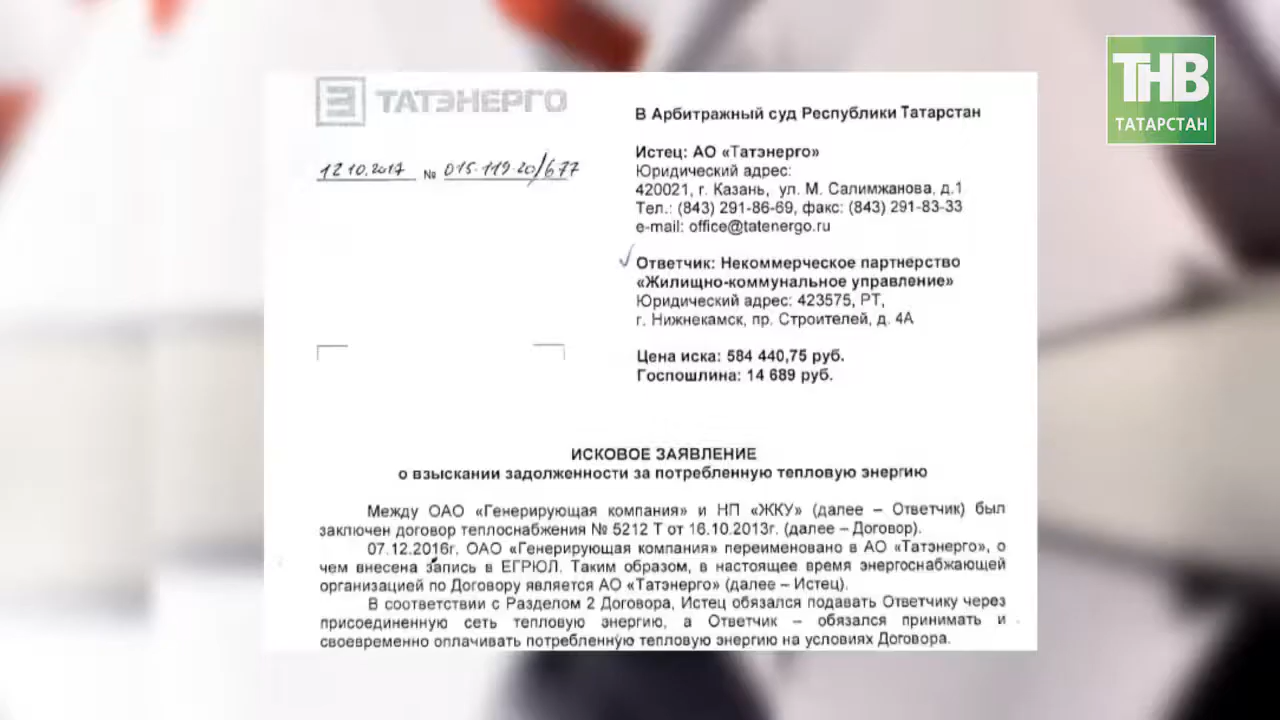 ТАТЭНЕРГО
12.10.2017 № 015-119-20/677
В Арбитражный суд Республики Татарстан
Истец: АО «Татэнерго»
Юридический адрес:
420021, г. Казань, ул. М. Салимжанова, д.1
Тел.: (843) 291-86-69, факс: (843) 291-83-33
e-mail: office@tatenergo.ru
Ответчик: Некоммерческое партнерство
«Жилищно-коммунальное управление»
Юридический адрес: 423575, РТ,
г. Нижнекамск, пр. Строителей, д. 4А
Цена иска: 584 440,75 руб.
Госпошлина: 14 689 руб.
ИСКОВОЕ ЗАЯВЛЕНИЕ
о взыскании задолженности за потребленную тепловую энергию
Между ОАО «Генерирующая компания» и НП «ЖКУ» (далее – Ответчик) был
заключен договор теплоснабжения № 5212 Т от 16.10.2013г. (далее – Договор).
07.12.2016г. ОАО «Генерирующая компания» переименовано в АО «Татэнерго», о
чем внесена запись в ЕГРЮЛ. Таким образом, в настоящее время энергоснабжающей
организацией по Договору является АО «Татэнерго» (далее – Истец).
В соответствии с Разделом 2 Договора, Истец обязался подавать Ответчику через
присоединенную сеть тепловую энергию, а Ответчик – обязался принимать и
своевременно оплачивать потребленную тепловую энергию на условиях Договора.
ТНВ
ТАТАРСТАН